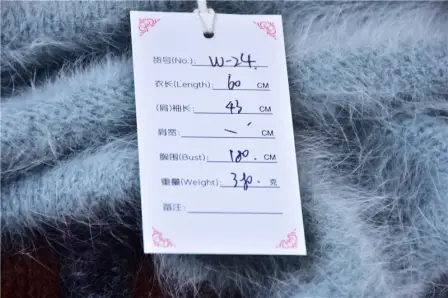 货号(No.) W-24.
衣长(Length) 60 CM
(肩)袖长: 43 CM
肩宽: — CM
胸围(Bust): 180. CM
重量(Weight): 380. 克
备注: